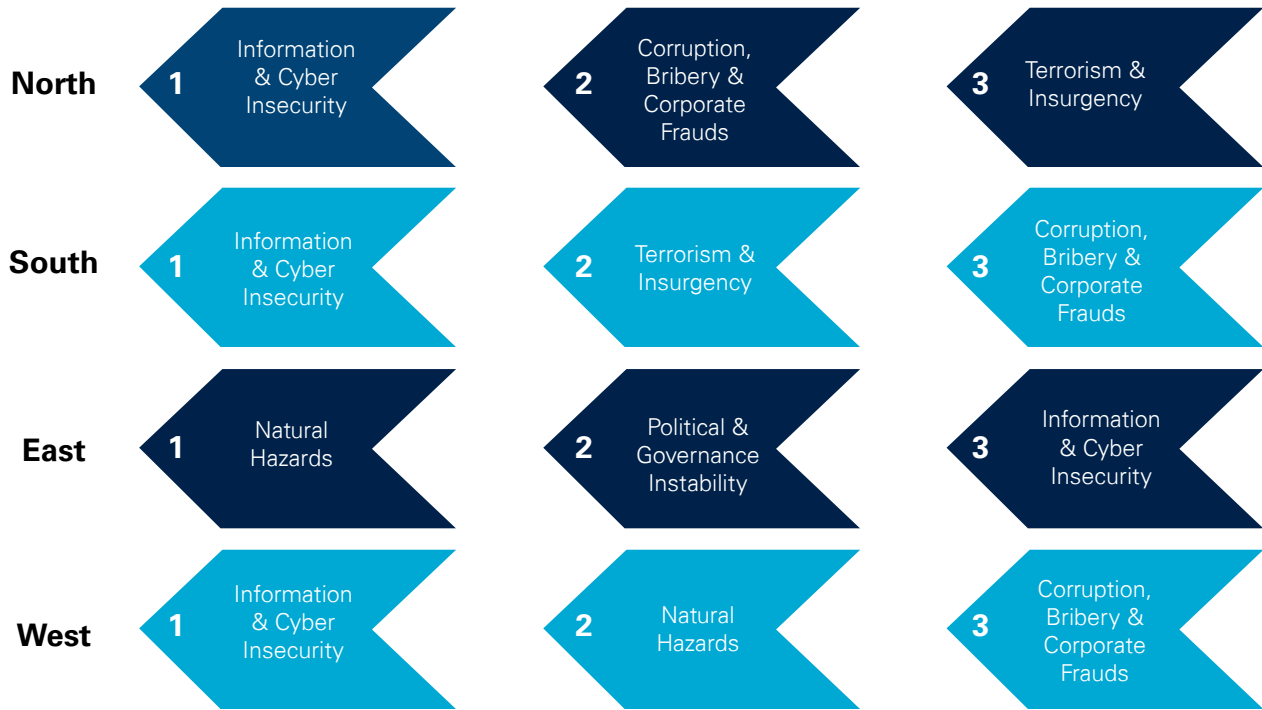 North
1
Information
& Cyber
Insecurity
2
Corruption,
Bribery &
Corporate
Frauds
3
Terrorism &
Insurgency
South
1
Information
& Cyber
Insecurity
2
Terrorism &
Insurgency
3
Corruption,
Bribery &
Corporate
Frauds
East
1
Natural
Hazards
2
Political &
Governance
Instability
3
Information
& Cyber
Insecurity
West
1
Information
& Cyber
Insecurity
2
Natural
Hazards
3
Corruption,
Bribery &
Corporate
Frauds